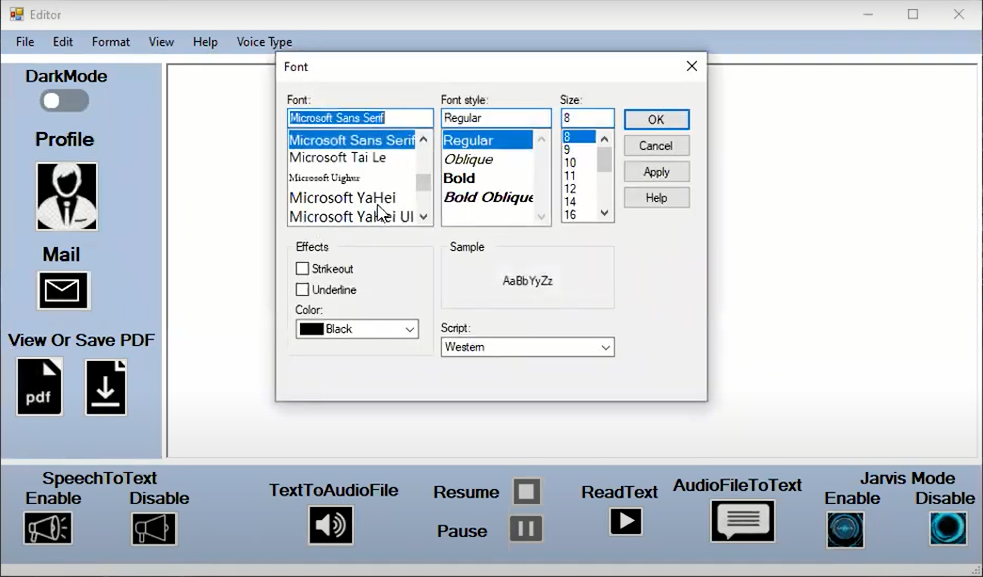 Editor
File Edit Format View Help Voice Type
DarkMode
Profile
Mail
View Or Save PDF
pdf
Font
Font:
Microsoft Sans Serif
Microsoft Sans Serif
Microsoft Tai Le
Microsoft Uighur
Microsoft YaHei
Microsoft YaHei UI
Font style:
Regular
Regular
Oblique
Bold
Bold Oblique
Size:
8
8
9
10
11
12
14
16
OK
Cancel
Apply
Help
Effects
Strikeout
Underline
Color:
Black
Sample
AaBbYyZz
Script:
Western
SpeechToText
Enable Disable
TextToAudioFile
Resume
Pause
ReadText
AudioFileToText
Jarvis Mode
Enable Disable